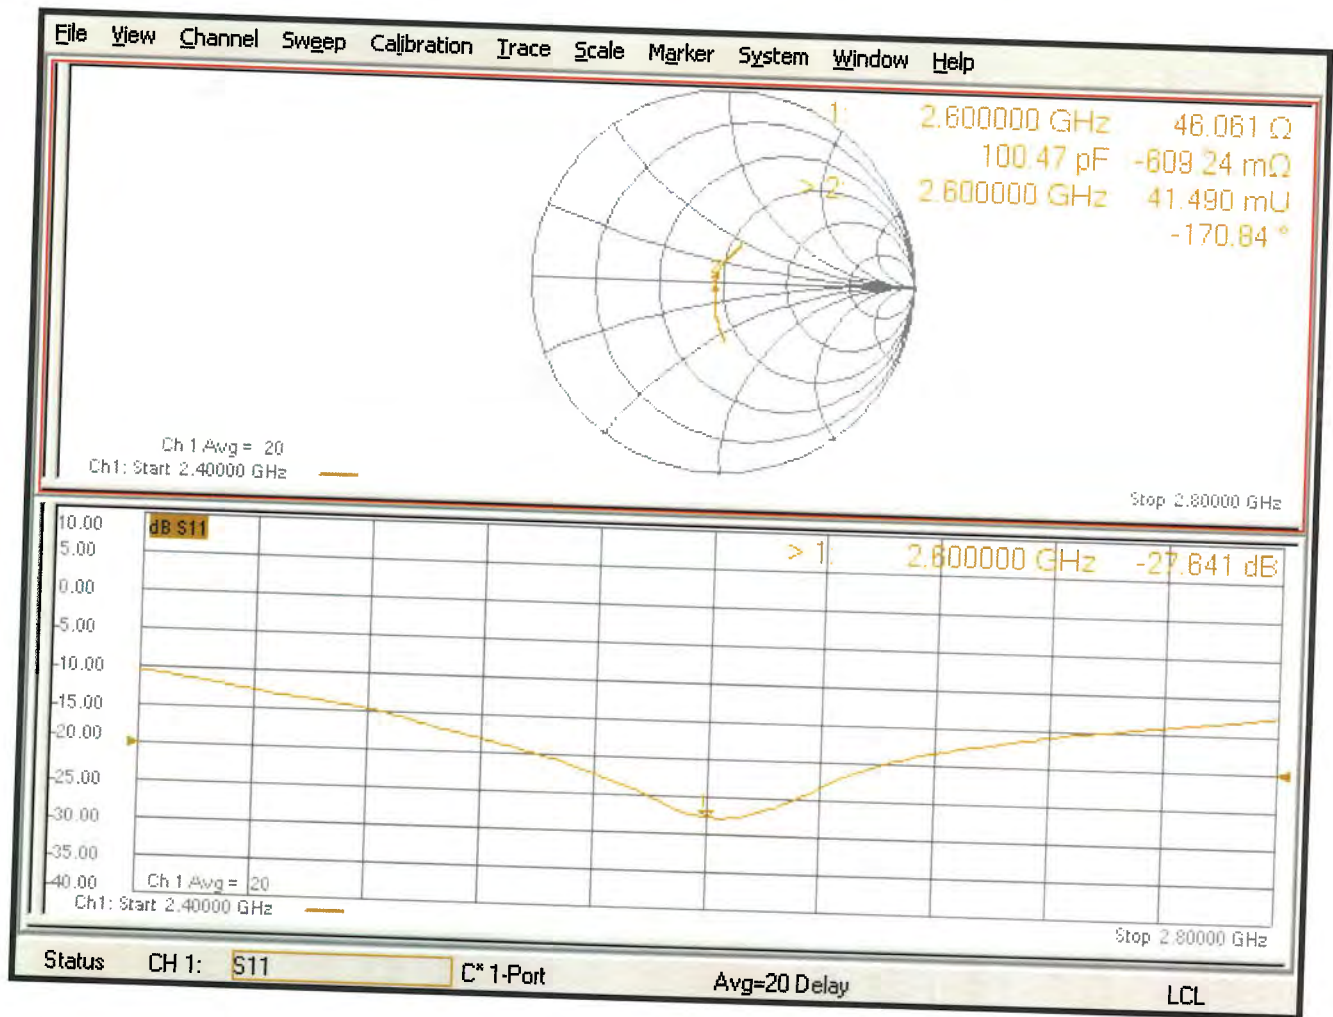 File View Channel Sweep Calibration Trace Scale Marker System Window Help
1: 2.600000 GHz 46.061 Ω
100.47 pF -609.24 mΩ
> 2: 2.600000 GHz 41.490 mU
-170.84 °
2
Ch 1 Avg = 20
Ch1: Start 2.40000 GHz
Stop 2.80000 GHz
10.00
dB S11
> 1: 2.600000 GHz -27.641 dB
5.00
0.00
-5.00
-10.00
-15.00
-20.00
-25.00
1
-30.00
-35.00
-40.00
Ch 1 Avg = 20
Ch1: Start 2.40000 GHz
Stop 2.80000 GHz
Status CH 1: S11 C* 1-Port Avg=20 Delay LCL